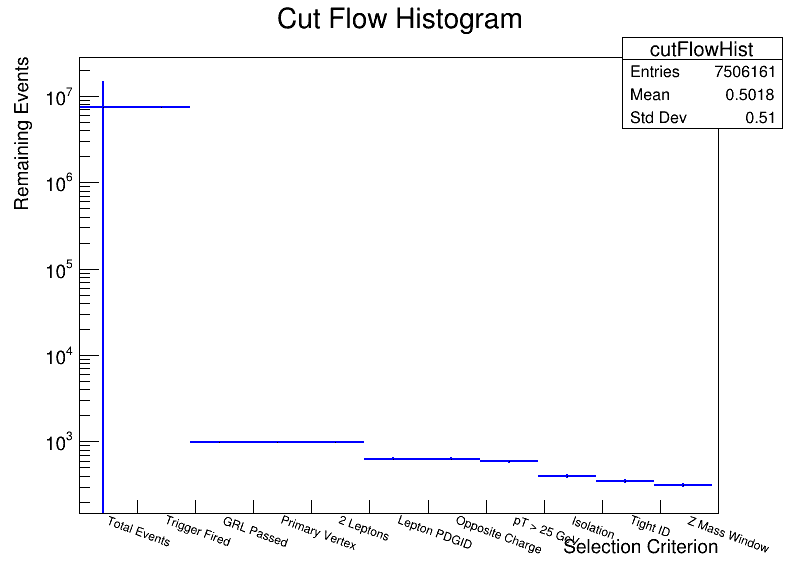 Cut Flow Histogram
cutFlowHist
Entries 7506161
Mean 0.5018
Std Dev 0.51
Remaining Events
10^7
10^6
10^5
10^4
10^3
Total Events
Trigger Fired
GRL Passed
Primary Vertex
2 Leptons
Lepton PDGID
Opposite Charge
pT > 25 GeV
Isolation
Tight ID
Z Mass Window
Selection Criterion